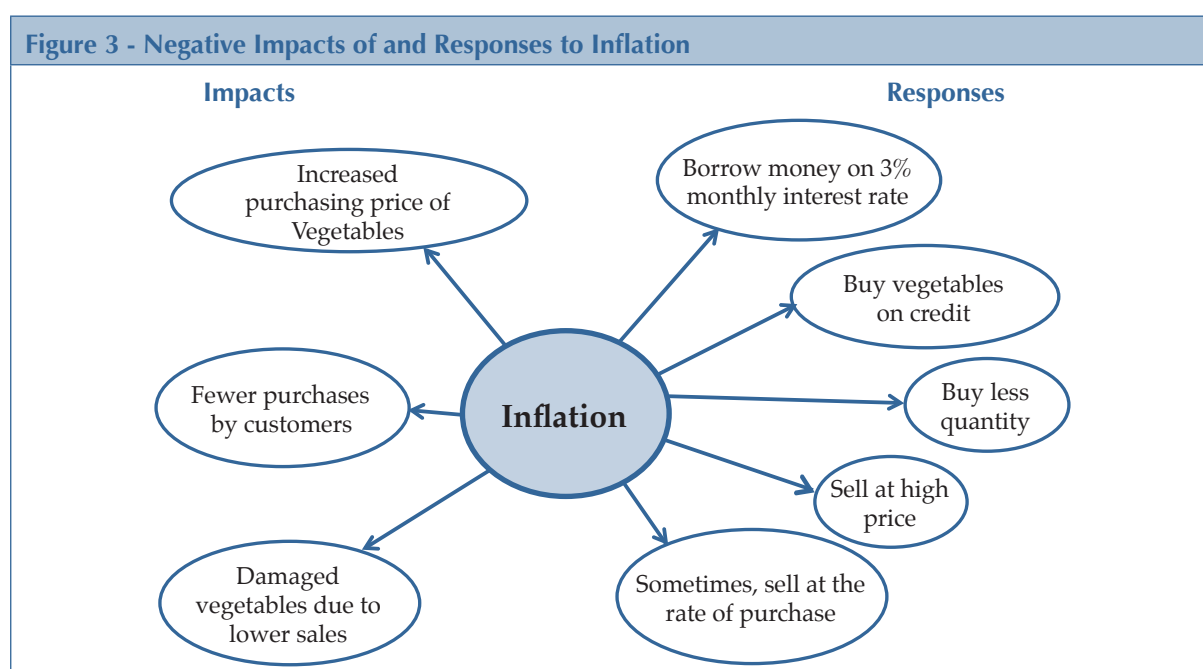 Figure 3 - Negative Impacts of and Responses to Inflation
Impacts
Responses
Increased
purchasing price of
Vegetables
Fewer purchases
by customers
Damaged
vegetables due to
lower sales
Inflation
Borrow money on 3%
monthly interest rate
Buy vegetables
on credit
Buy less
quantity
Sell at high
price
Sometimes, sell at the
rate of purchase